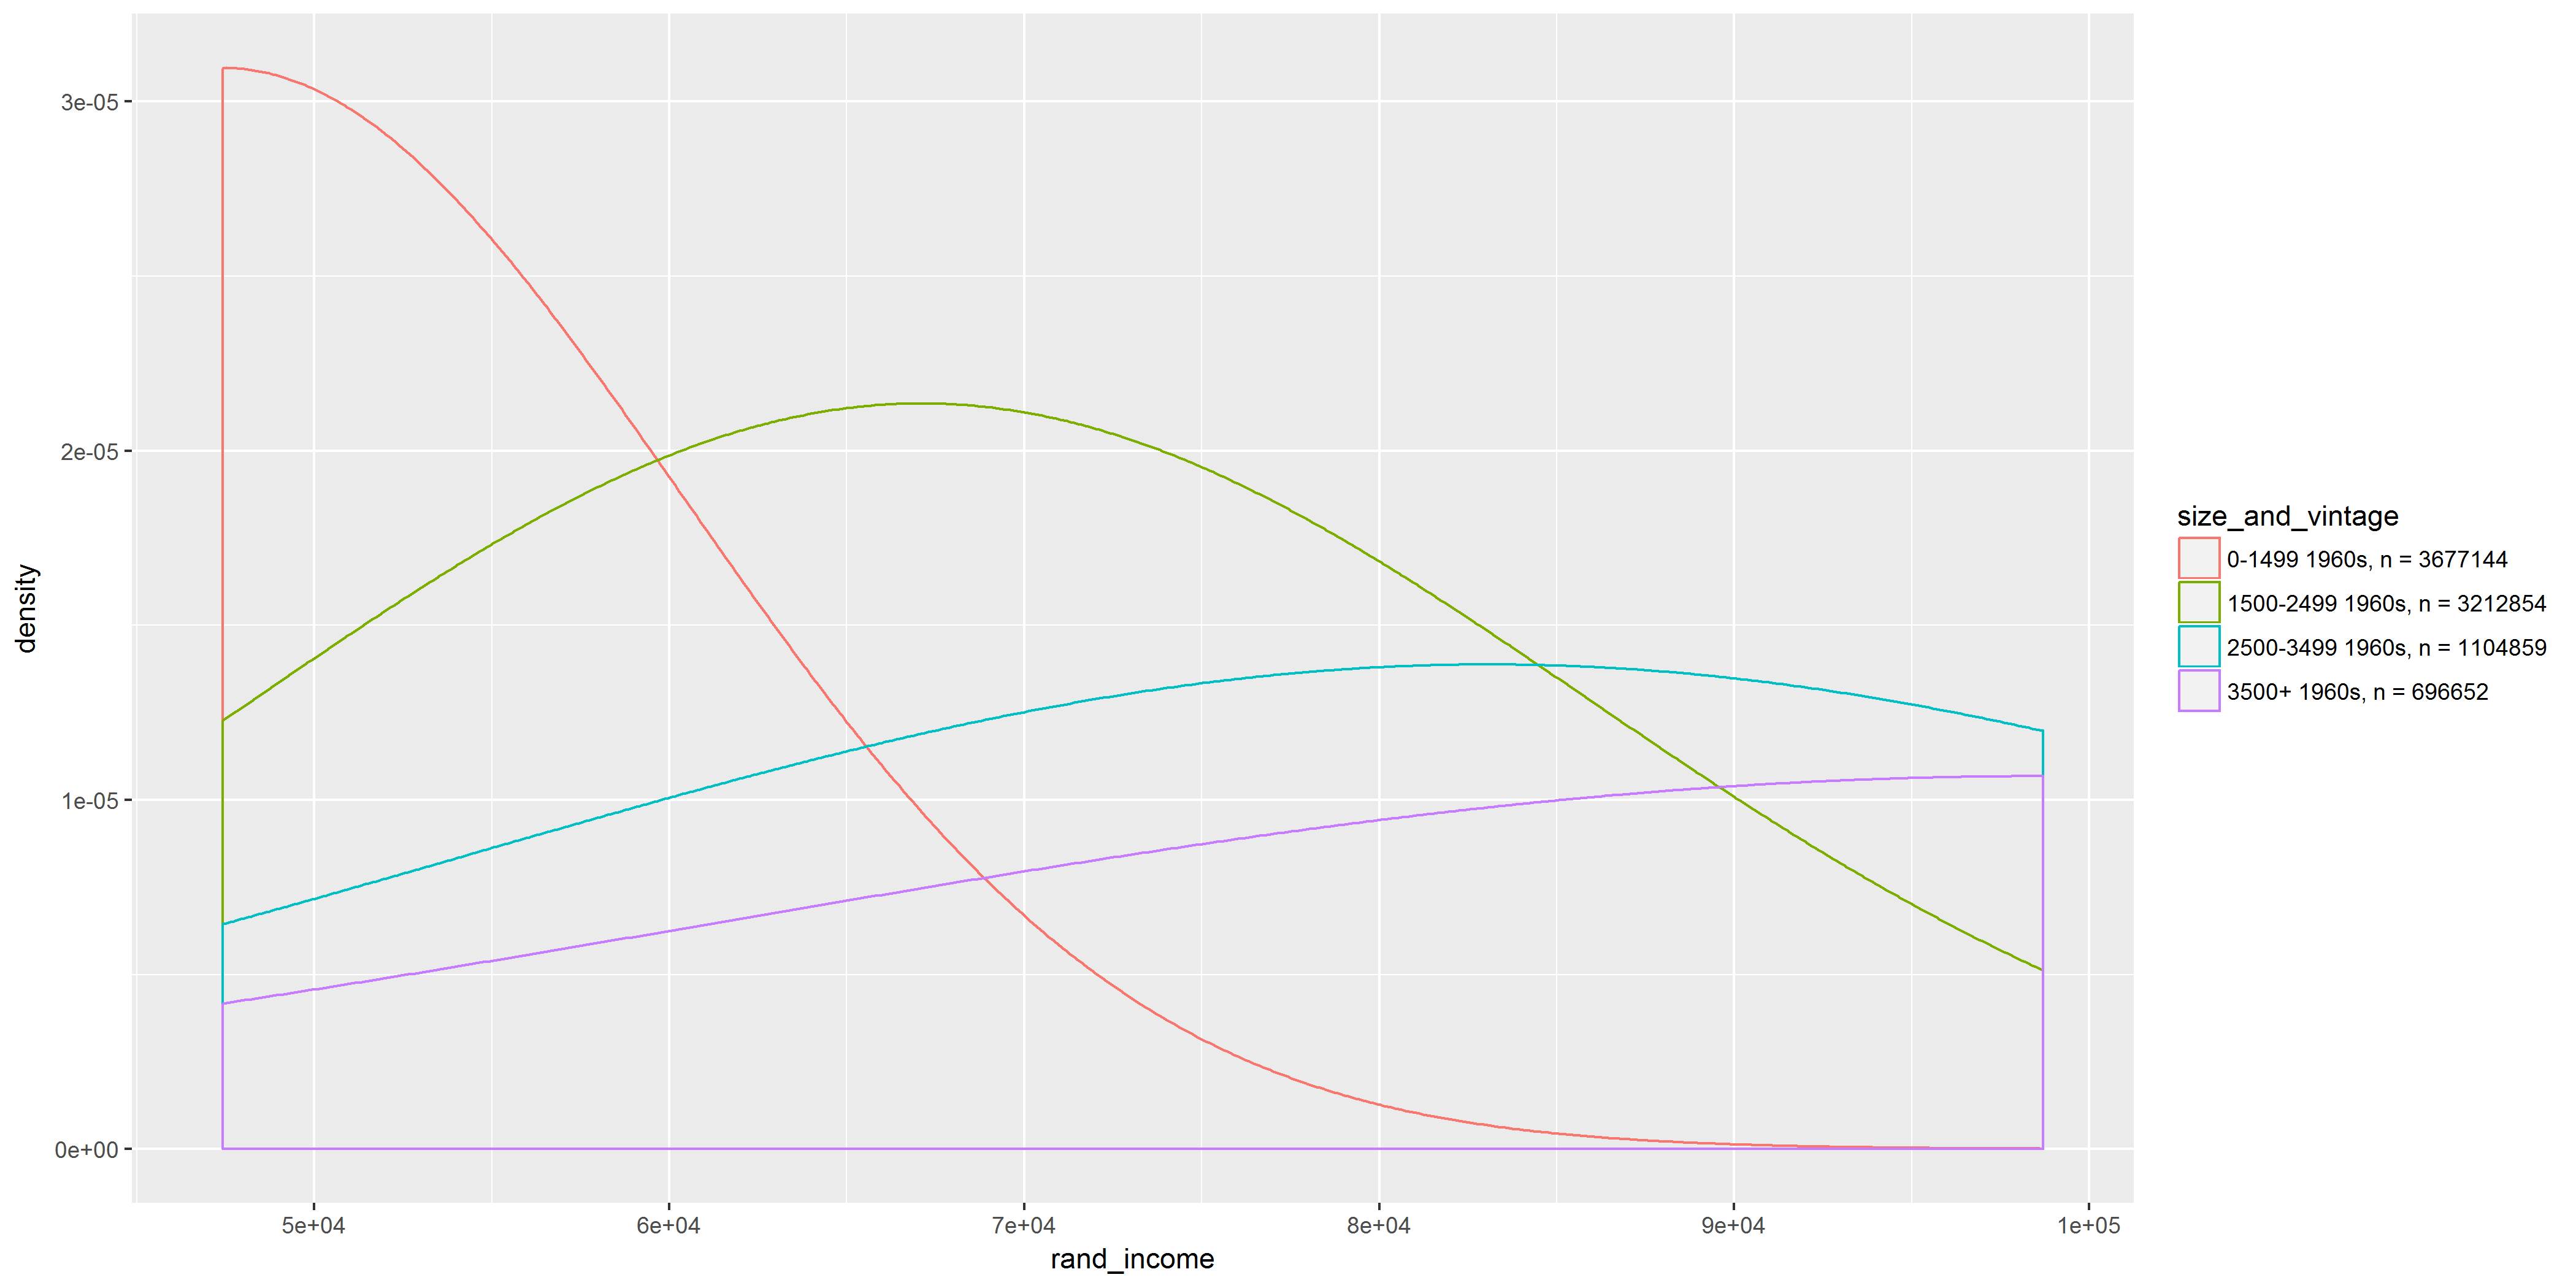 3e-05
2e-05
1e-05
0e+00
density
5e+04 6e+04 7e+04 8e+04 9e+04 1e+05
rand_income
size_and_vintage
0-1499 1960s, n = 3677144
1500-2499 1960s, n = 3212854
2500-3499 1960s, n = 1104859
3500+ 1960s, n = 696652